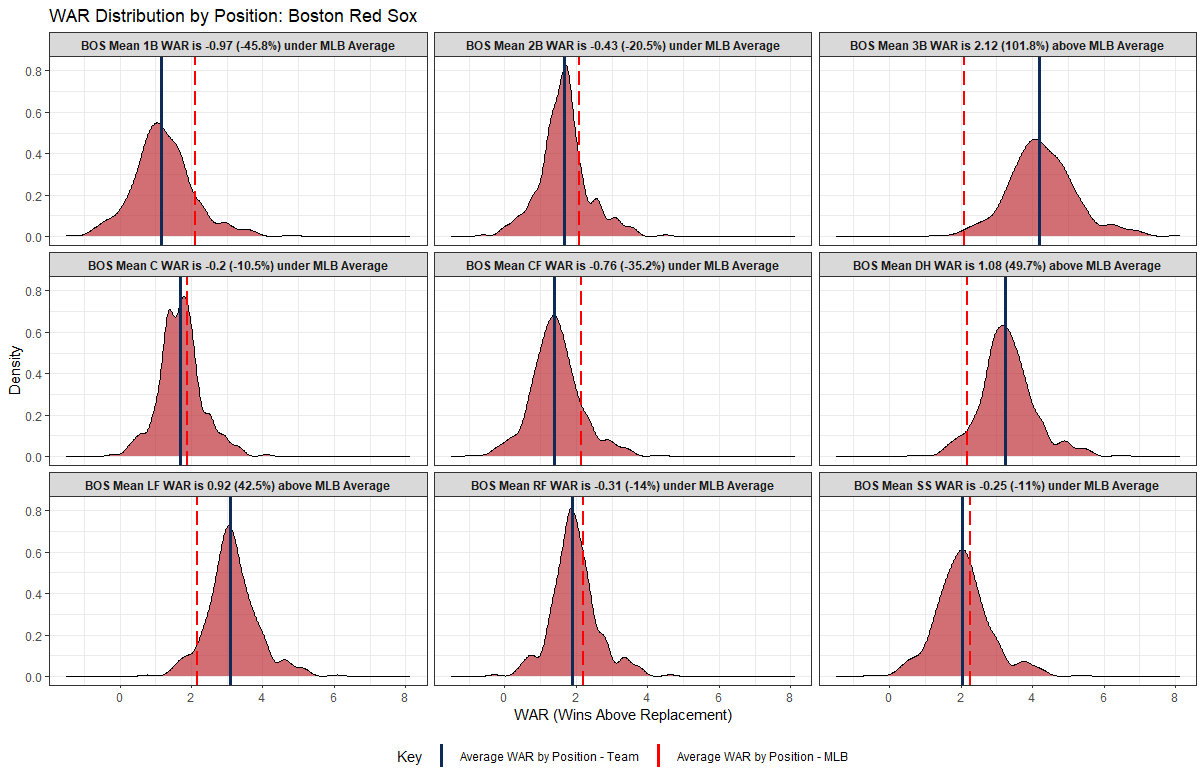 WAR Distribution by Position: Boston Red Sox
BOS Mean 1B WAR is -0.97 (-45.8%) under MLB Average
BOS Mean 2B WAR is -0.43 (-20.5%) under MLB Average
BOS Mean 3B WAR is 2.12 (101.8%) above MLB Average
0.8
0.6
0.4
0.2
0.0
BOS Mean C WAR is -0.2 (-10.5%) under MLB Average
BOS Mean CF WAR is -0.76 (-35.2%) under MLB Average
BOS Mean DH WAR is 1.08 (49.7%) above MLB Average
Density
0.8
0.6
0.4
0.2
0.0
BOS Mean LF WAR is 0.92 (42.5%) above MLB Average
BOS Mean RF WAR is -0.31 (-14%) under MLB Average
BOS Mean SS WAR is -0.25 (-11%) under MLB Average
0.8
0.6
0.4
0.2
0.0
0 2 4 6 8
0 2 4 6 8
0 2 4 6 8
WAR (Wins Above Replacement)
Key
Average WAR by Position - Team
Average WAR by Position - MLB